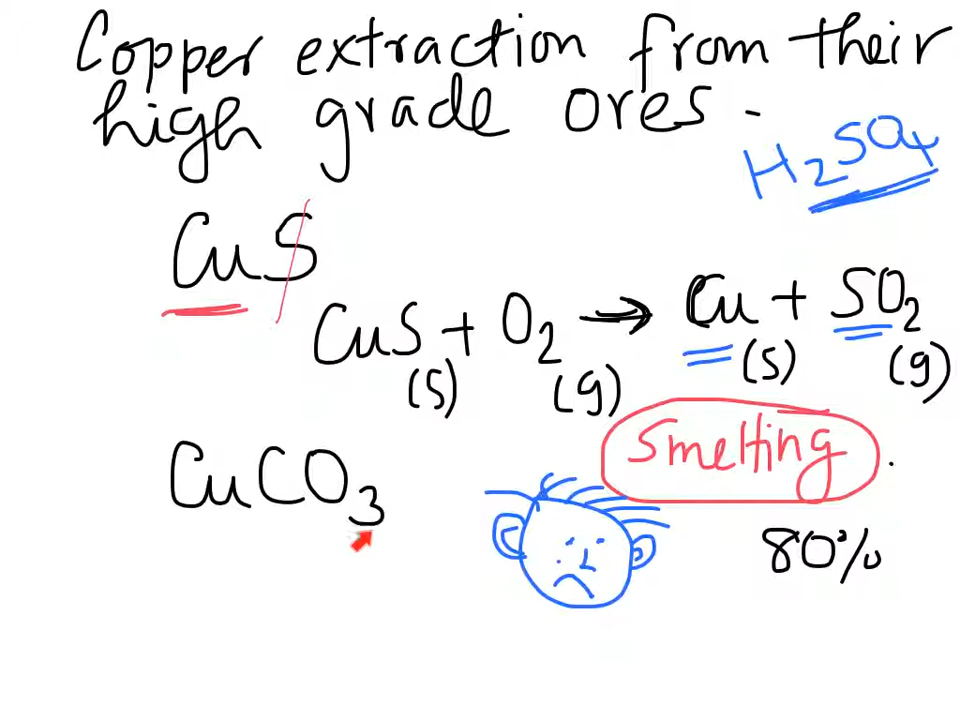 Copper extraction from their
high grade ores -
H2SO4
CuS
CuS + O2 → Cu + SO2
(s) (g) (s) (g)
Smelting .
CuCO3
80%